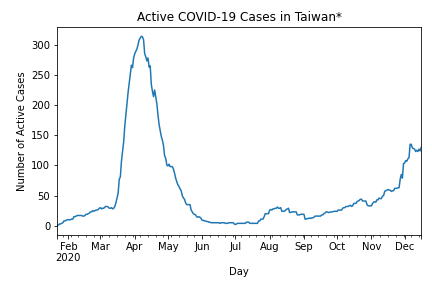 Active COVID-19 Cases in Taiwan*
Number of Active Cases
300
250
200
150
100
50
0
Feb Mar Apr May Jun Jul Aug Sep Oct Nov Dec
2020
Day